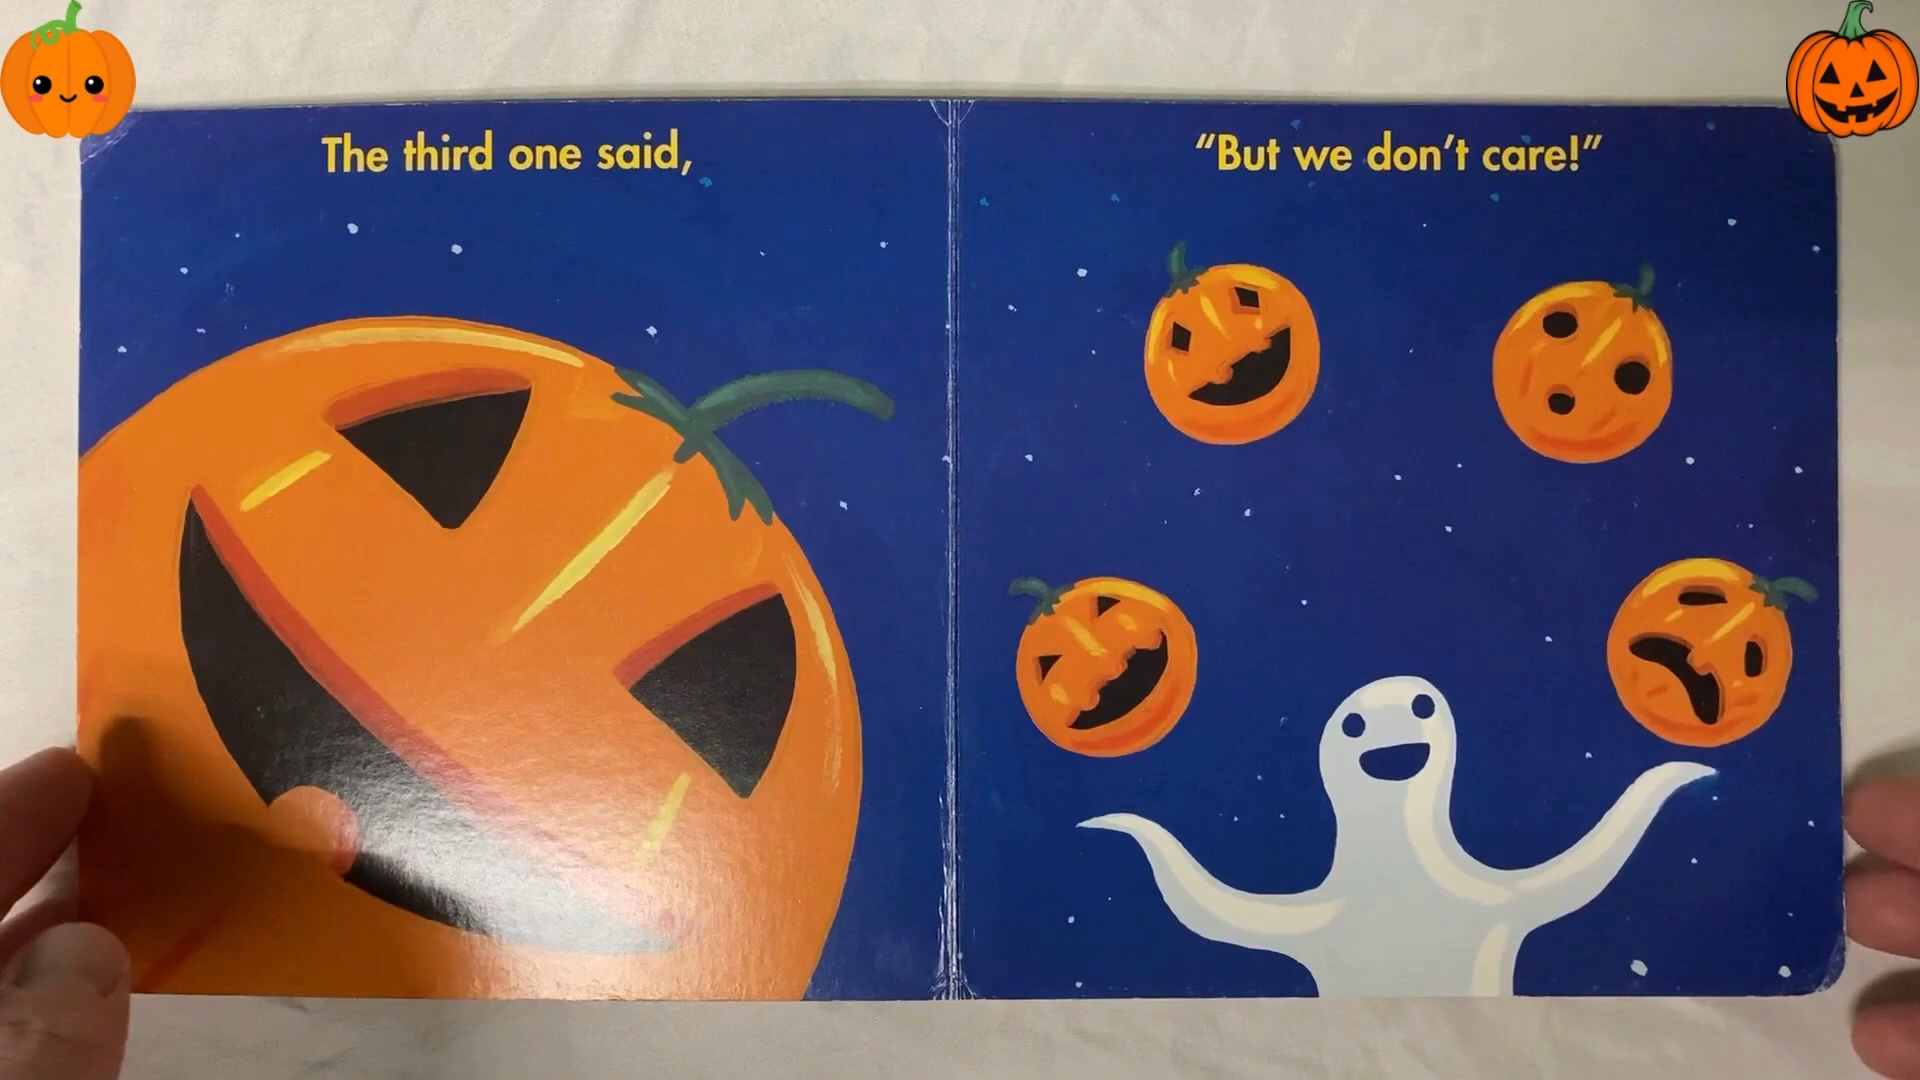 The third one said,
“But we don’t care!”